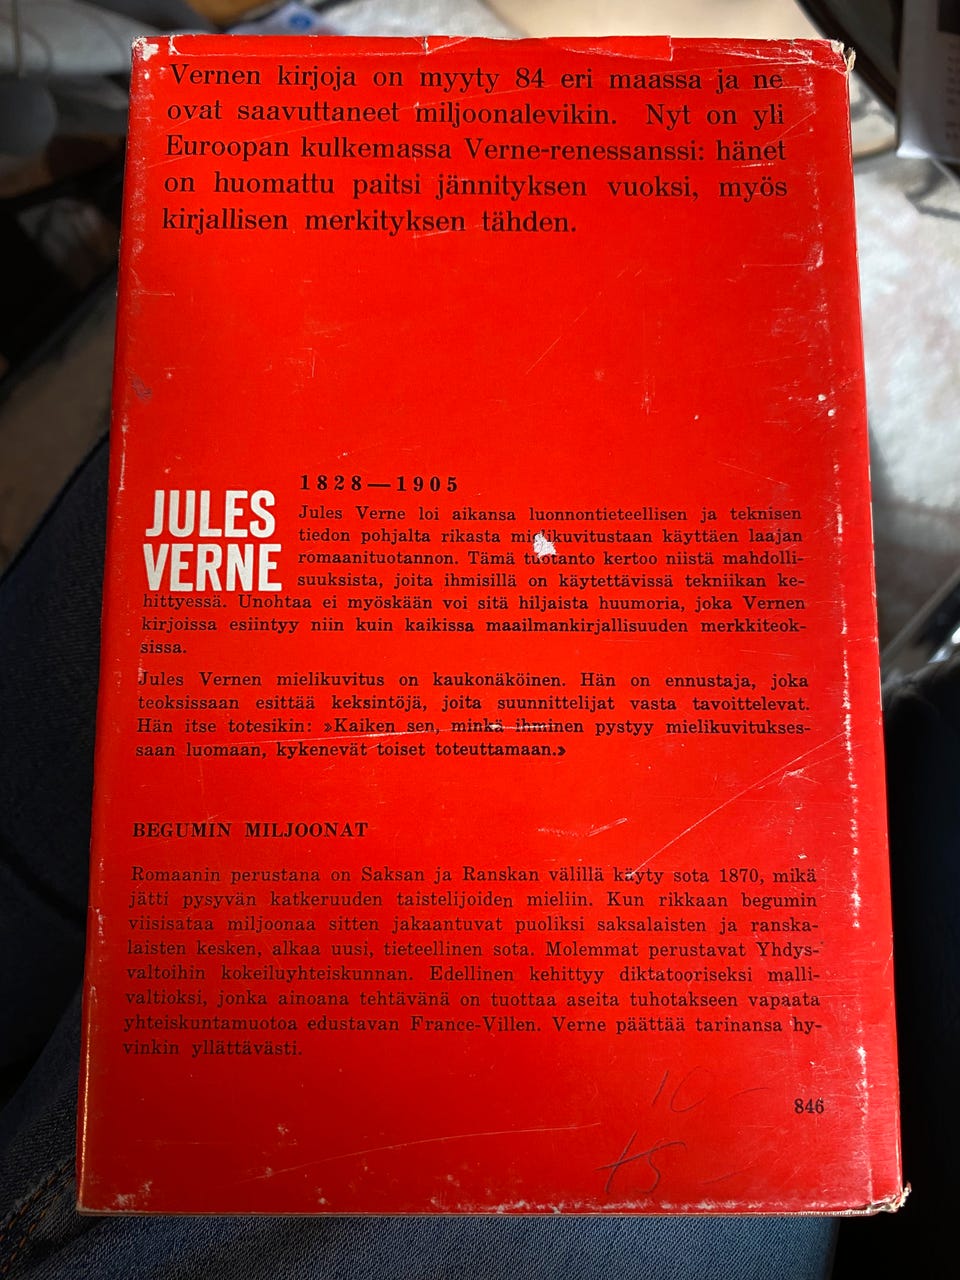 Vernen kirjoja on myyty 84 eri maassa ja ne
ovat saavuttaneet miljoonalevikin. Nyt on yli
Euroopan kulkemassa Verne-renessanssi: hänet
on huomattu paitsi jännityksen vuoksi, myös
kirjallisen merkityksen tähden.
JULES
VERNE
1828—1905
Jules Verne loi aikansa luonnontieteellisen ja teknisen
tiedon pohjalta rikasta mielikuvitustaan käyttäen laajan
romaanituotannon. Tämä tuotanto kertoo niistä mahdolli-
suuksista, joita ihmisillä on käytettävissä tekniikan ke-
hittyessä. Unohtaa ei myöskään voi sitä hiljaista huumoria, joka Vernen
kirjoissa esiintyy niin kuin kaikissa maailmankirjallisuuden merkkiteok-
sissa.
Jules Vernen mielikuvitus on kaukonäköinen. Hän on ennustaja, joka
teoksissaan esittää keksintöjä, joita suunnittelijat vasta tavoittelevat.
Hän itse totesikin: »Kaiken sen, minkä ihminen pystyy mielikuvitukses-
saan luomaan, kykenevät toiset toteuttamaan.»
BEGUMIN MILJOONAT
Romaanin perustana on Saksan ja Ranskan välillä käyty sota 1870, mikä
jätti pysyvän katkeruuden taistelijoiden mieliin. Kun rikkaan begumin
viisisataa miljoonaa sitten jakaantuvat puoliksi saksalaisten ja ranska-
laisten kesken, alkaa uusi, tieteellinen sota. Molemmat perustavat Yhdys-
valtoihin kokeiluyhteiskunnan. Edellinen kehittyy diktatooriseksi malli-
valtioksi, jonka ainoana tehtävänä on tuottaa aseita tuhotakseen vapaata
yhteiskuntamuotoa edustavan France-Villen. Verne päättää tarinansa hy-
vinkin yllättävästi.
10 -
846